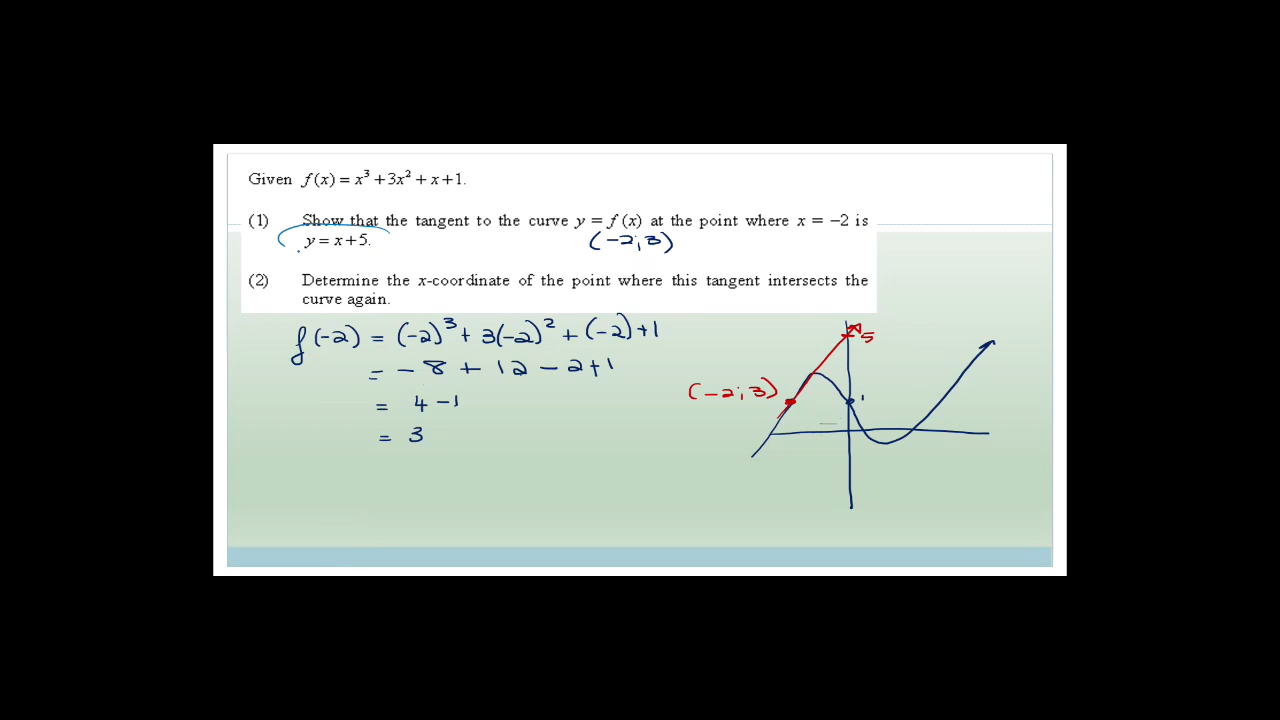 Given f(x) = x³ + 3x² + x + 1.
(1) Show that the tangent to the curve y = f(x) at the point where x = −2 is
y = x + 5.
(−2;3)
(2) Determine the x-coordinate of the point where this tangent intersects the
curve again.
f(−2) = (−2)³ + 3(−2)² + (−2) + 1
= −8 + 12 − 2 + 1
= 4 − 1
= 3
5
(−2;3)
1